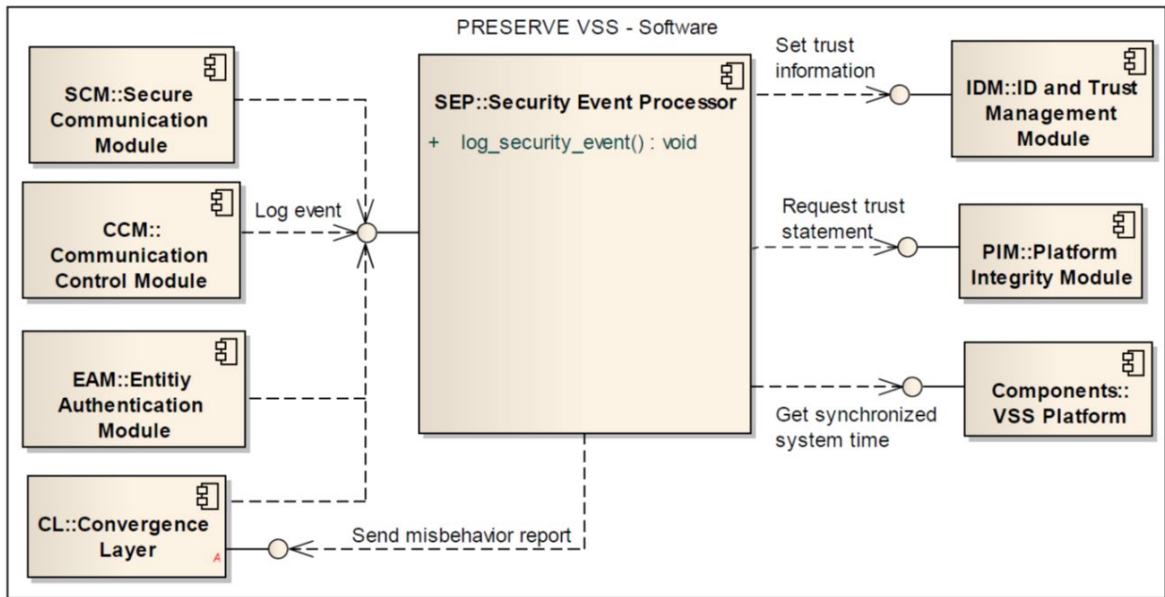 PRESERVE VSS - Software
SCM::Secure
Communication
Module
CCM::
Communication
Control Module
EAM::Entitiy
Authentication
Module
CL::Convergence
Layer
A
Log event
SEP::Security Event Processor
+ log_security_event() : void
Send misbehavior report
Set trust
information
IDM::ID and Trust
Management
Module
Request trust
statement
PIM::Platform
Integrity Module
Get synchronized
system time
Components::
VSS Platform